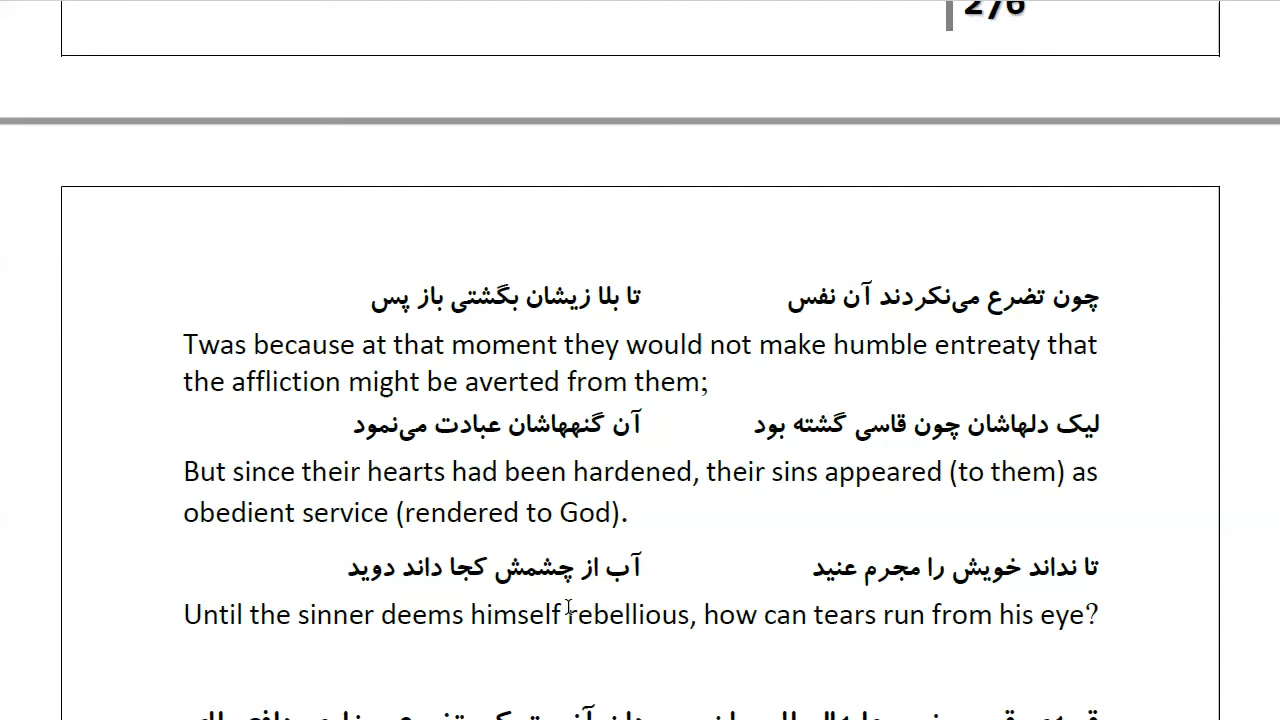 276
چون تضرع می‌نکردند آن نفس تا بلا زیشان بگشتی باز پس
Twas because at that moment they would not make humble entreaty that
the affliction might be averted from them;
لیک دلهاشان چون قاسی گشته بود آن گنههاشان عبادت می‌نمود
But since their hearts had been hardened, their sins appeared (to them) as
obedient service (rendered to God).
تا نداند خویش را مجرم عنید آب از چشمش کجا داند دوید
Until the sinner deems himself rebellious, how can tears run from his eye?